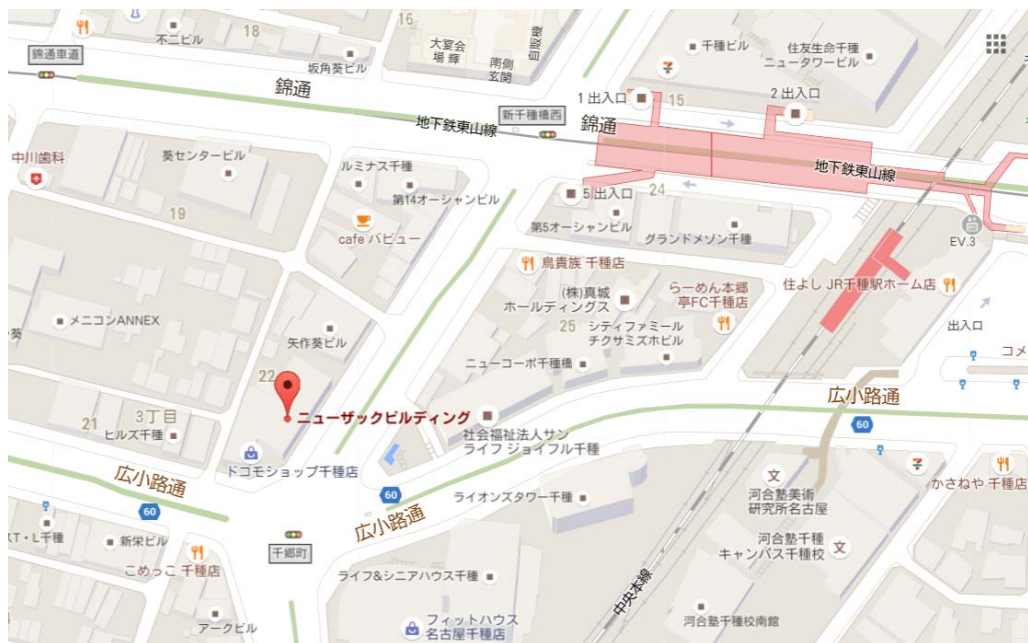 16
不二ビル
18
大宴会
場 輝
南側
玄関
自販機
千種ビル
住友生命千種
ニュータワービル
錦通車道
坂角葵ビル
錦通
1 出入口
15
2 出入口
新千種橋西
錦通
地下鉄東山線
地下鉄東山線
中川歯科
葵センタービル
ルミナス千種
第14オーシャンビル
5 出入口
24
第5オーシャンビル
グランドメゾン千種
EV.3
19
cafe パピュー
鳥貴族 千種店
(株)真城
ホールディングス
らーめん本郷
亭FC千種店
住よし JR千種駅ホーム店
メニコンANNEX
葵
矢作葵ビル
25
シティファミール
チクサミズホビル
出入口
コメ
ニューコーポ千種橋
22
3丁目
ニューザックビルディング
広小路通
21
ヒルズ千種
社会福祉法人サン
ライフ ジョイフル千種
60
ドコモショップ千種店
広小路通
60
ライオンズタワー千種
60
広小路通
河合塾美術
研究所名古屋
かさねや 千種店
T・L千種
新栄ビル
千郷町
こめっこ 千種店
河合塾千種
キャンパス千種校
ライフ&シニアハウス千種
中央本線
アークビル
フィットハウス
名古屋千種店
河合塾千種校南館